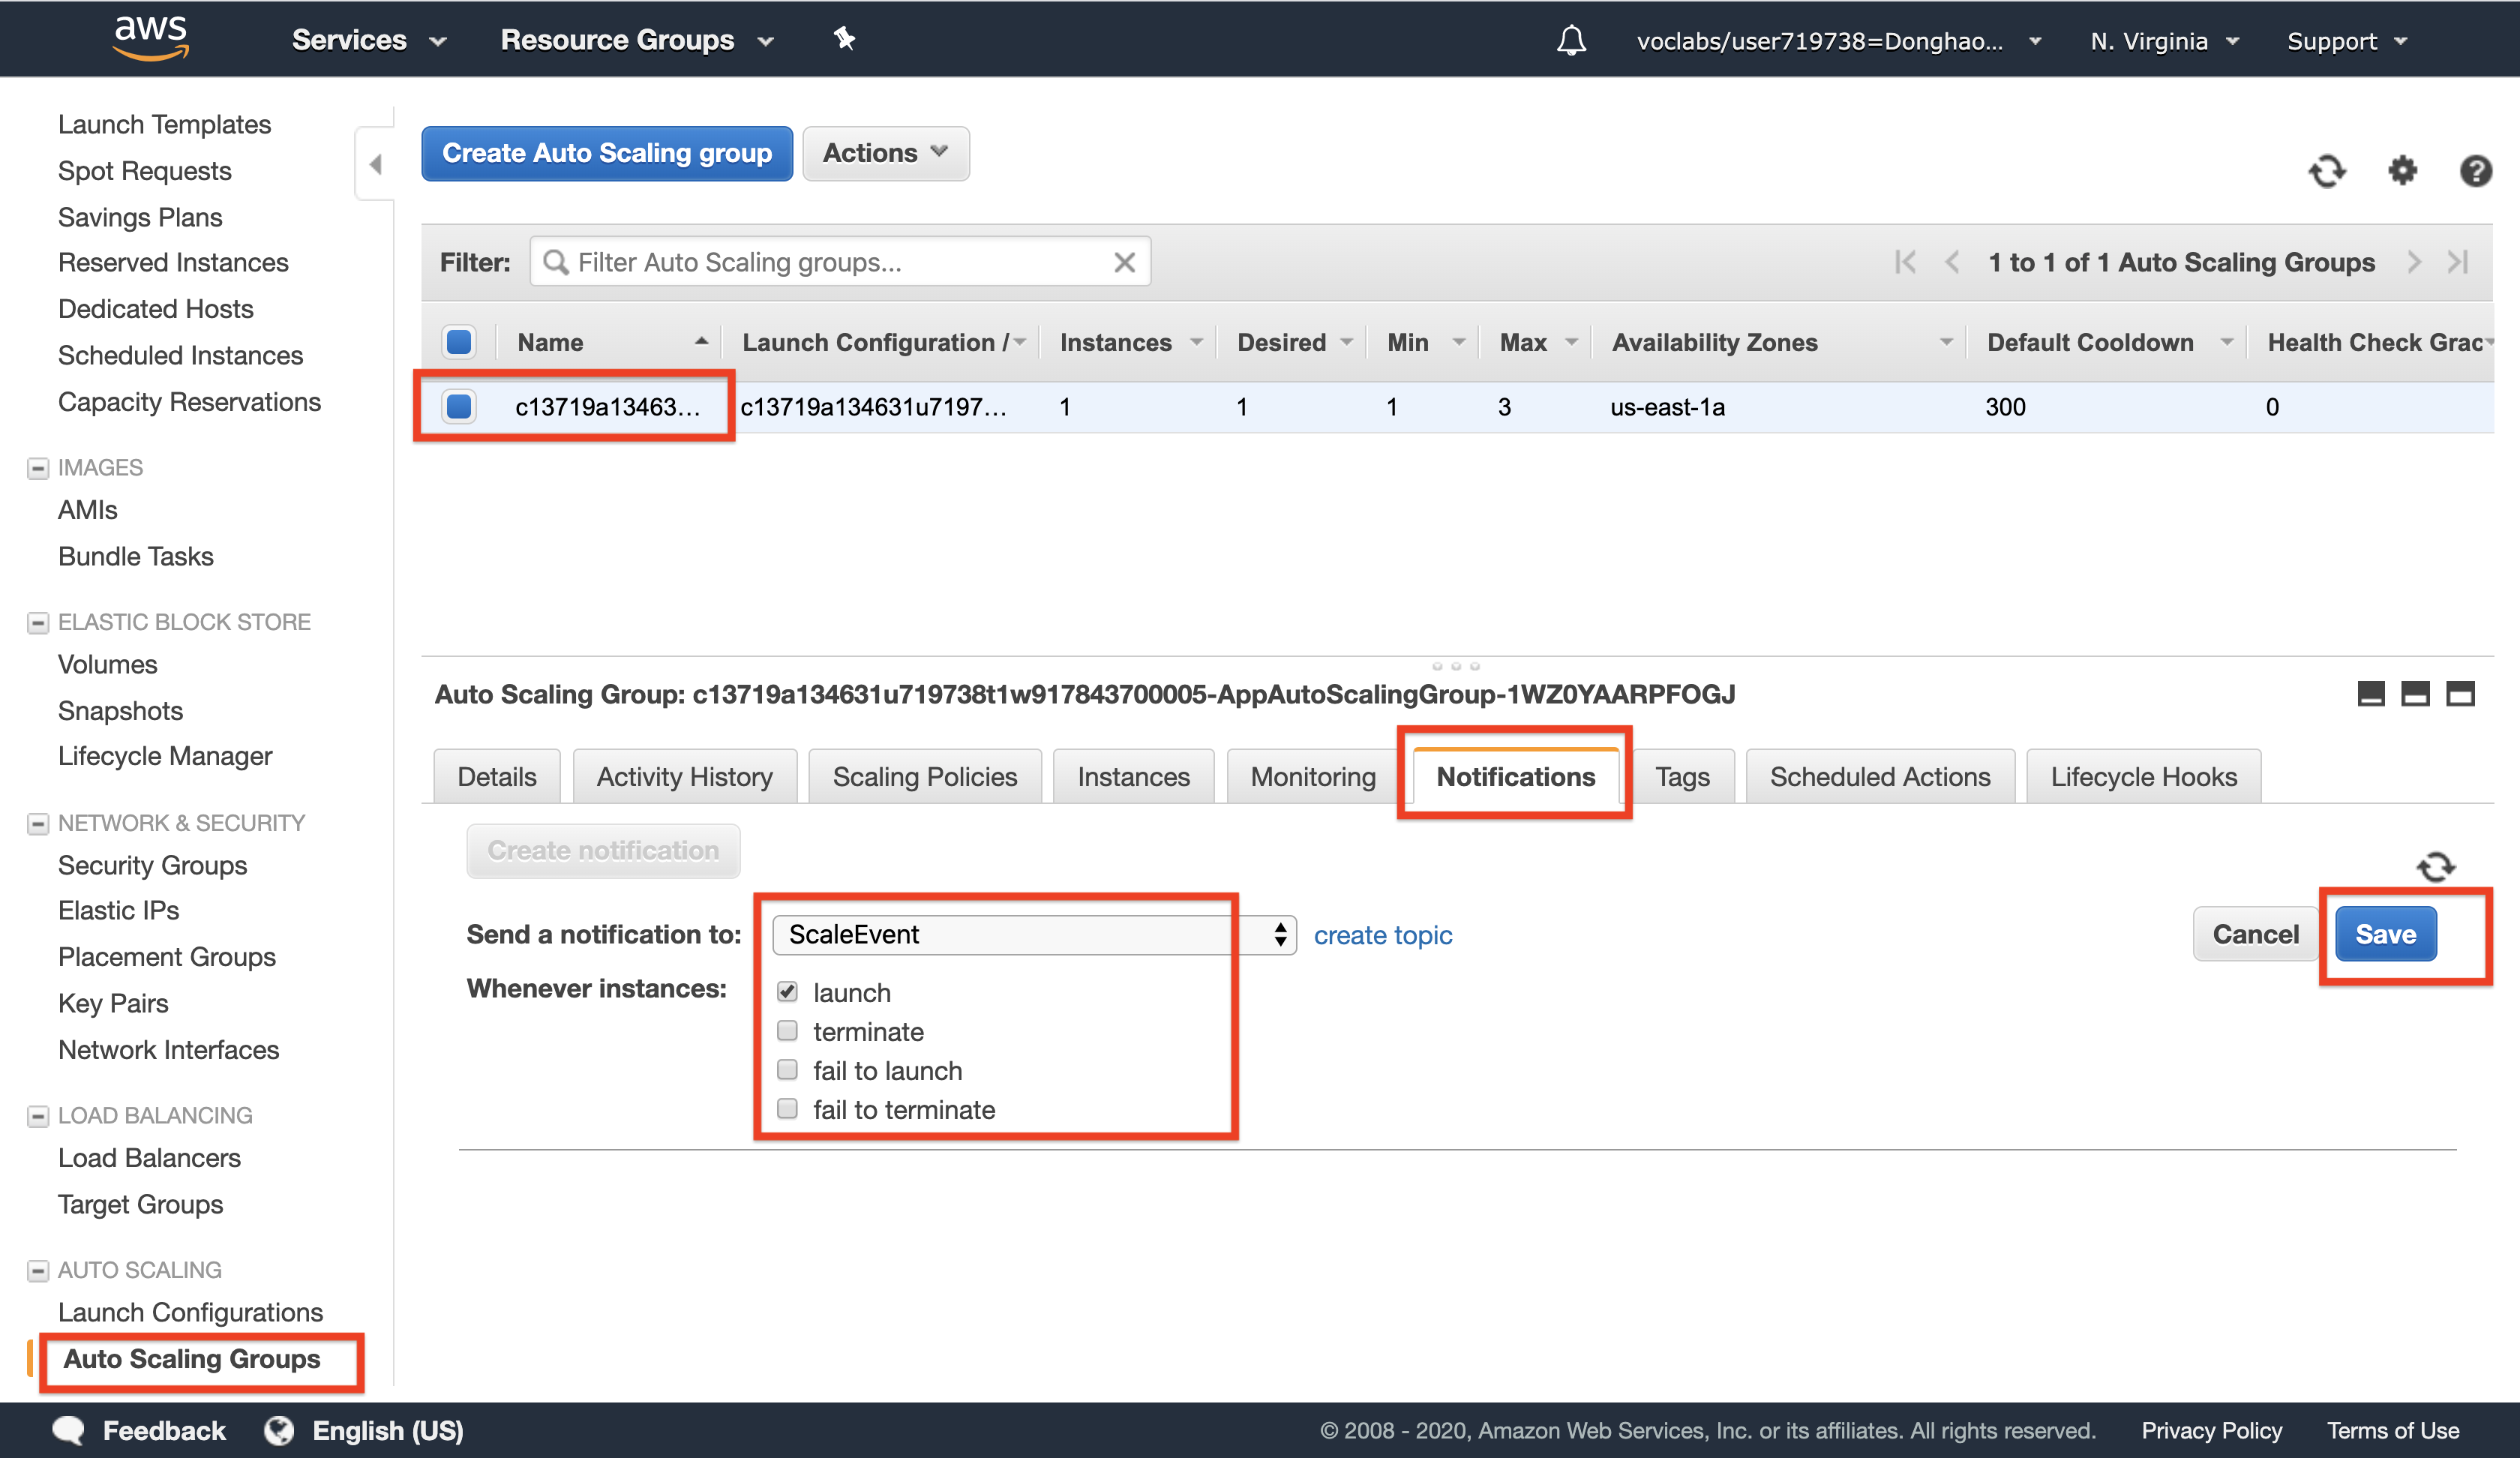 aws Services Resource Groups voclabs/user719738=Donghao... N. Virginia Support
Launch Templates
Spot Requests
Savings Plans
Reserved Instances
Dedicated Hosts
Scheduled Instances
Capacity Reservations
IMAGES
AMIs
Bundle Tasks
ELASTIC BLOCK STORE
Volumes
Snapshots
Lifecycle Manager
NETWORK & SECURITY
Security Groups
Elastic IPs
Placement Groups
Key Pairs
Network Interfaces
LOAD BALANCING
Load Balancers
Target Groups
AUTO SCALING
Launch Configurations
Auto Scaling Groups
Create Auto Scaling group Actions
Filter: Filter Auto Scaling groups... 1 to 1 of 1 Auto Scaling Groups
Name Launch Configuration / Instances Desired Min Max Availability Zones Default Cooldown Health Check Grac
c13719a13463... c13719a134631u7197... 1 1 1 3 us-east-1a 300 0
Auto Scaling Group: c13719a134631u719738t1w917843700005-AppAutoScalingGroup-1WZ0YAARPFOGJ
Details Activity History Scaling Policies Instances Monitoring Notifications Tags Scheduled Actions Lifecycle Hooks
Create notification
Send a notification to: ScaleEvent create topic Cancel Save
Whenever instances: launch
terminate
fail to launch
fail to terminate
Feedback English (US) © 2008 - 2020, Amazon Web Services, Inc. or its affiliates. All rights reserved. Privacy Policy Terms of Use